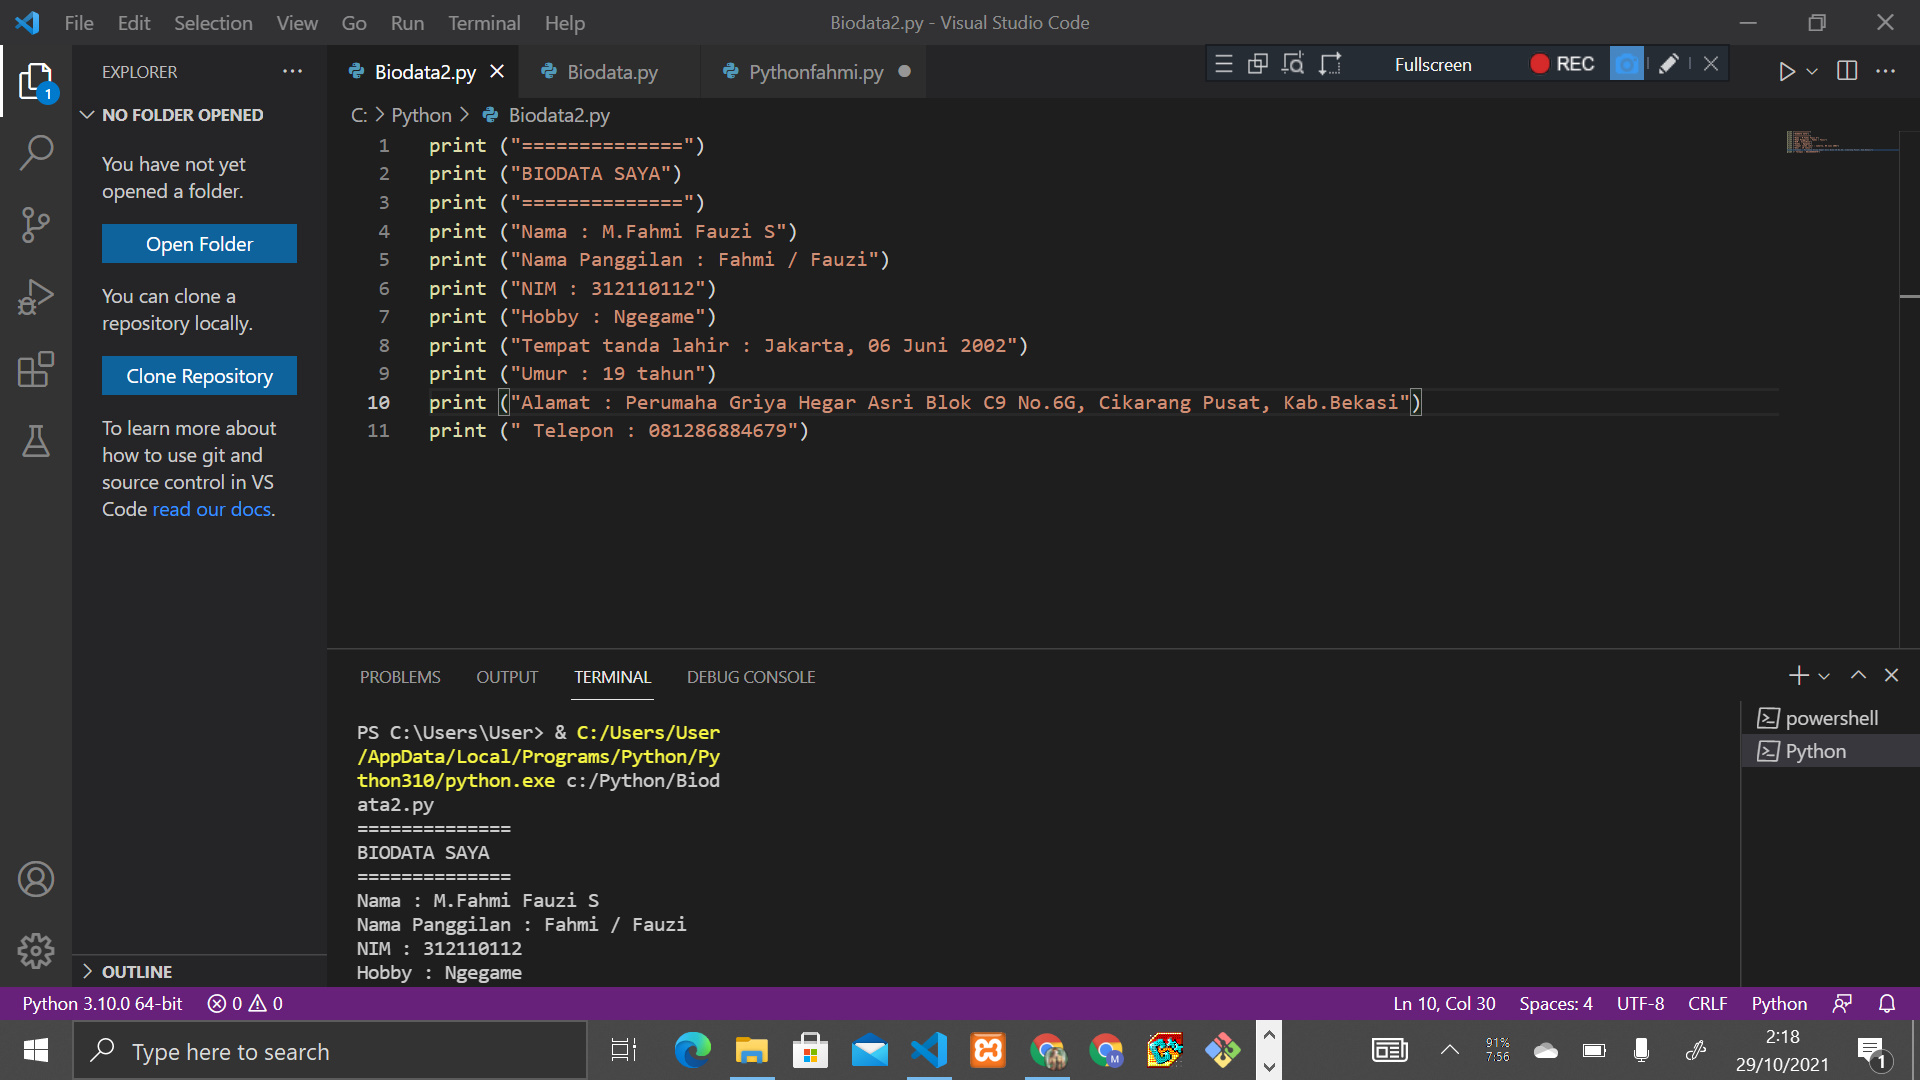 File Edit Selection View Go Run Terminal Help
Biodata2.py - Visual Studio Code
EXPLORER
Biodata2.py
Biodata.py
Pythonfahmi.py
Fullscreen
REC
1
NO FOLDER OPENED
You have not yet
opened a folder.
Open Folder
You can clone a
repository locally.
Clone Repository
To learn more about
how to use git and
source control in VS
Code read our docs.
OUTLINE
C: > Python > Biodata2.py
1 print ("==============")
2 print ("BIODATA SAYA")
3 print ("==============")
4 print ("Nama : M.Fahmi Fauzi S")
5 print ("Nama Panggilan : Fahmi / Fauzi")
6 print ("NIM : 312110112")
7 print ("Hobby : Ngegame")
8 print ("Tempat tanda lahir : Jakarta, 06 Juni 2002")
9 print ("Umur : 19 tahun")
10 print ("Alamat : Perumaha Griya Hegar Asri Blok C9 No.6G, Cikarang Pusat, Kab.Bekasi")
11 print (" Telepon : 081286884679")
PROBLEMS OUTPUT TERMINAL DEBUG CONSOLE
PS C:\Users\User> & C:/Users/User
/AppData/Local/Programs/Python/Py
thon310/python.exe c:/Python/Biod
ata2.py
==============
BIODATA SAYA
==============
Nama : M.Fahmi Fauzi S
Nama Panggilan : Fahmi / Fauzi
NIM : 312110112
Hobby : Ngegame
powershell
Python
Python 3.10.0 64-bit 0 0
Ln 10, Col 30 Spaces: 4 UTF-8 CRLF Python
Type here to search
M
91%
7:56
2:18
29/10/2021
1